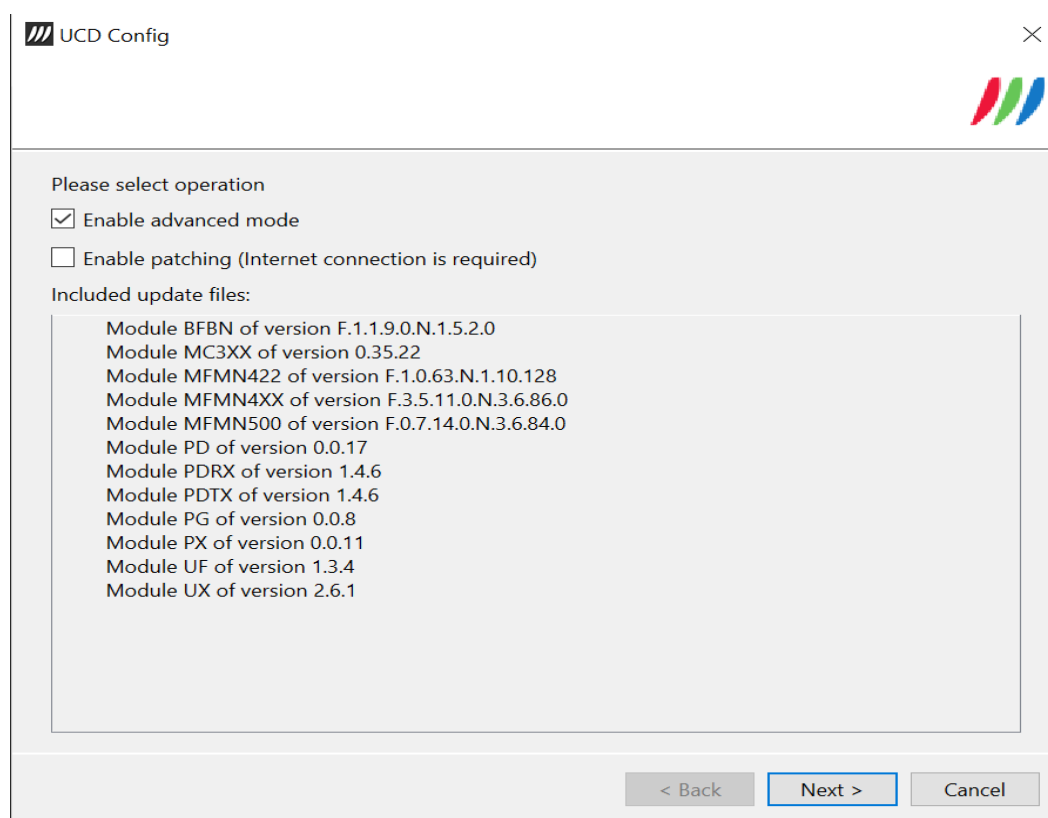 UCD Config
Please select operation
Enable advanced mode
Enable patching (Internet connection is required)
Included update files:
Module BFBN of version F.1.1.9.0.N.1.5.2.0
Module MC3XX of version 0.35.22
Module MFMN422 of version F.1.0.63.N.1.10.128
Module MFMN4XX of version F.3.5.11.0.N.3.6.86.0
Module MFMN500 of version F.0.7.14.0.N.3.6.84.0
Module PD of version 0.0.17
Module PDRX of version 1.4.6
Module PDTX of version 1.4.6
Module PG of version 0.0.8
Module PX of version 0.0.11
Module UF of version 1.3.4
Module UX of version 2.6.1
< Back Next > Cancel